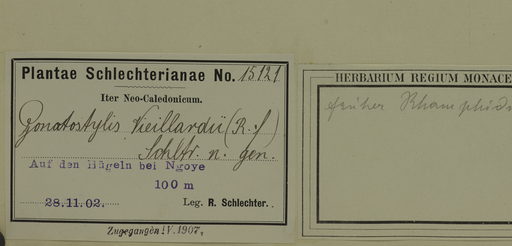 Plantae Schlechterianae No. 15121
Iter Neo-Caledonicum.
Gonatostylis Vieillardii (R. f.)
Schltr. n. gen.
Auf den Hügeln bei Ngoye
100 m
28.11.02. Leg. R. Schlechter.
Zugegangen ! V. 1907.
HERBARIUM REGIUM MONACE
früher